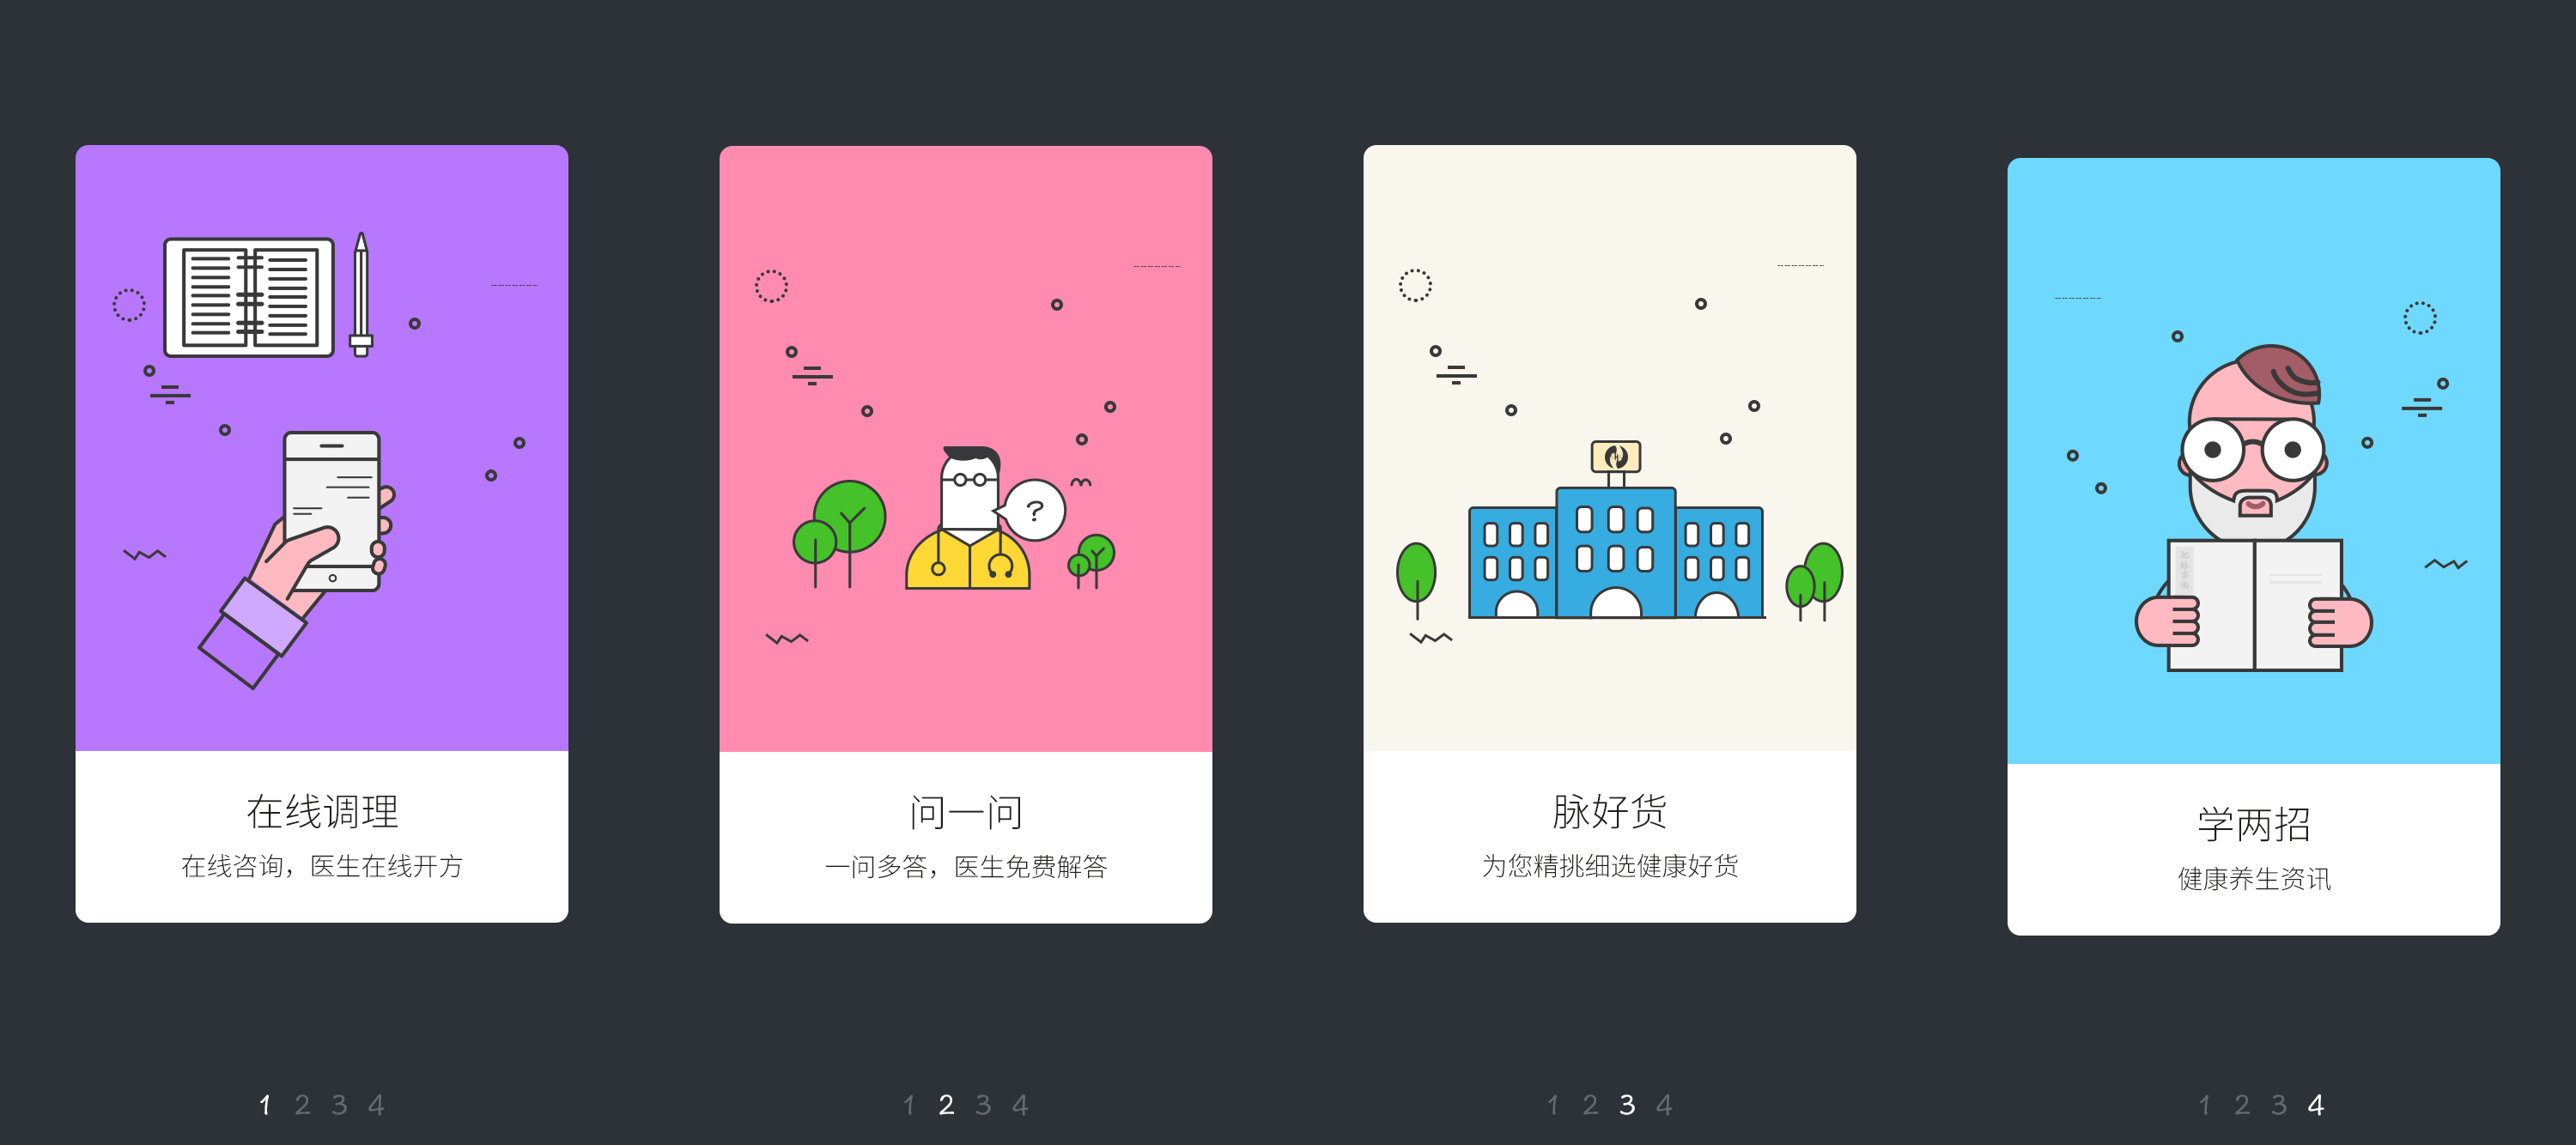 在线调理
在线咨询，医生在线开方
1 2 3 4
?
问一问
一问多答，医生免费解答
1 2 3 4
脉好货
为您精挑细选健康好货
1 2 3 4
学两招
健康养生资讯
1 2 3 4